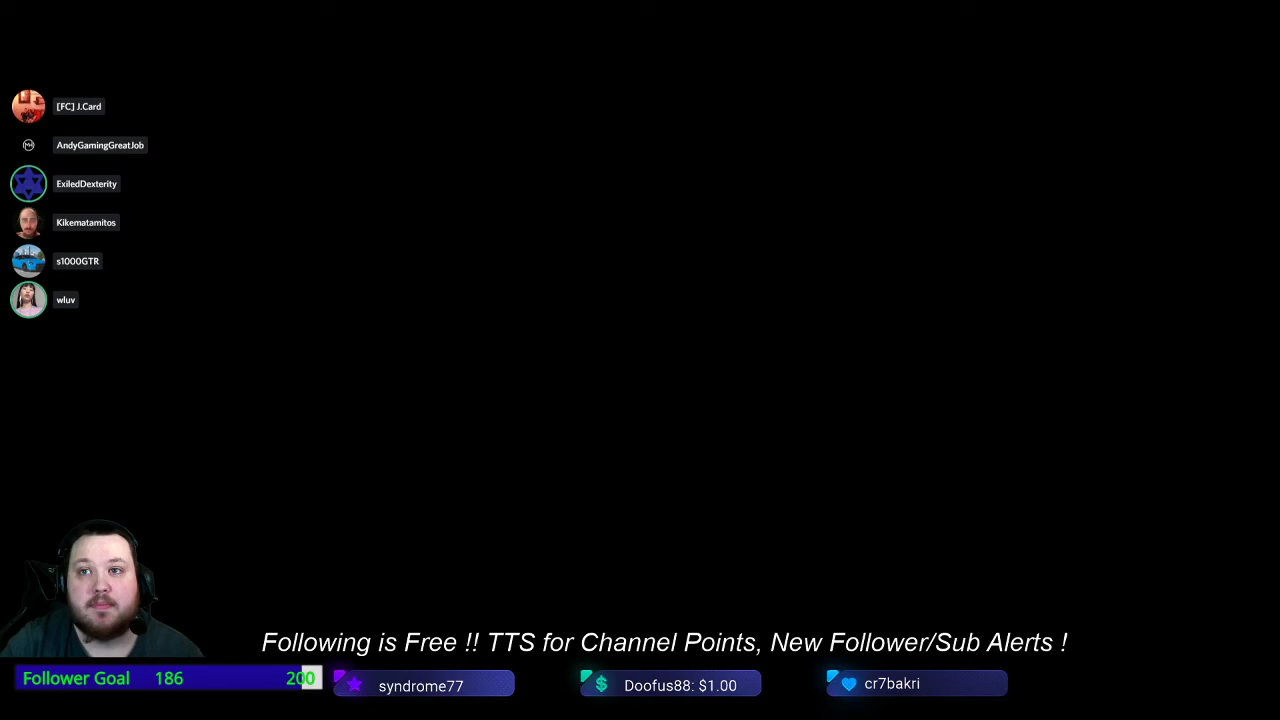 [FC] J.Card
AndyGamingGreatJob
ExiledDexterity
Kikematamitos
s1000GTR
wluv
Following is Free !! TTS for Channel Points, New Follower/Sub Alerts !
Follower Goal 186 200
syndrome77
Doofus88: $1.00
cr7bakri